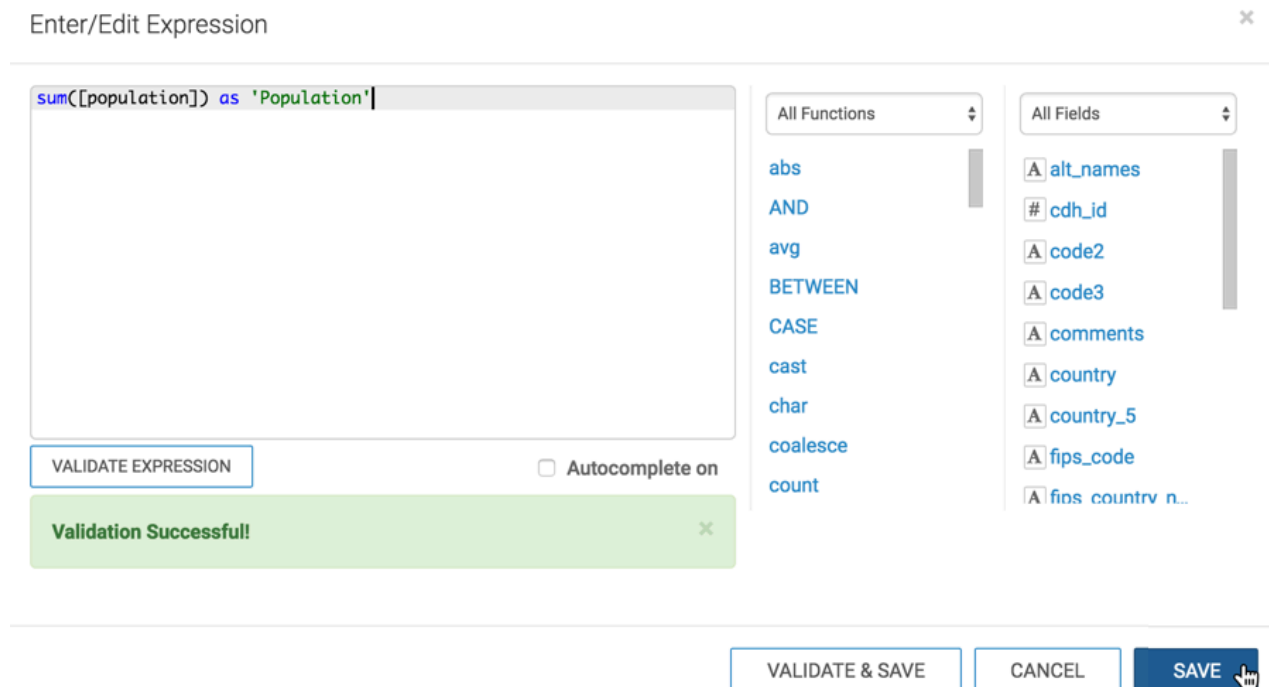 Enter/Edit Expression
×
sum([population]) as 'Population'
VALIDATE EXPRESSION
Autocomplete on
Validation Successful!
×
All Functions
abs
AND
avg
BETWEEN
CASE
cast
char
coalesce
count
All Fields
A alt_names
# cdh_id
A code2
A code3
A comments
A country
A country_5
A fips_code
A fips_country_n...
VALIDATE & SAVE
CANCEL
SAVE